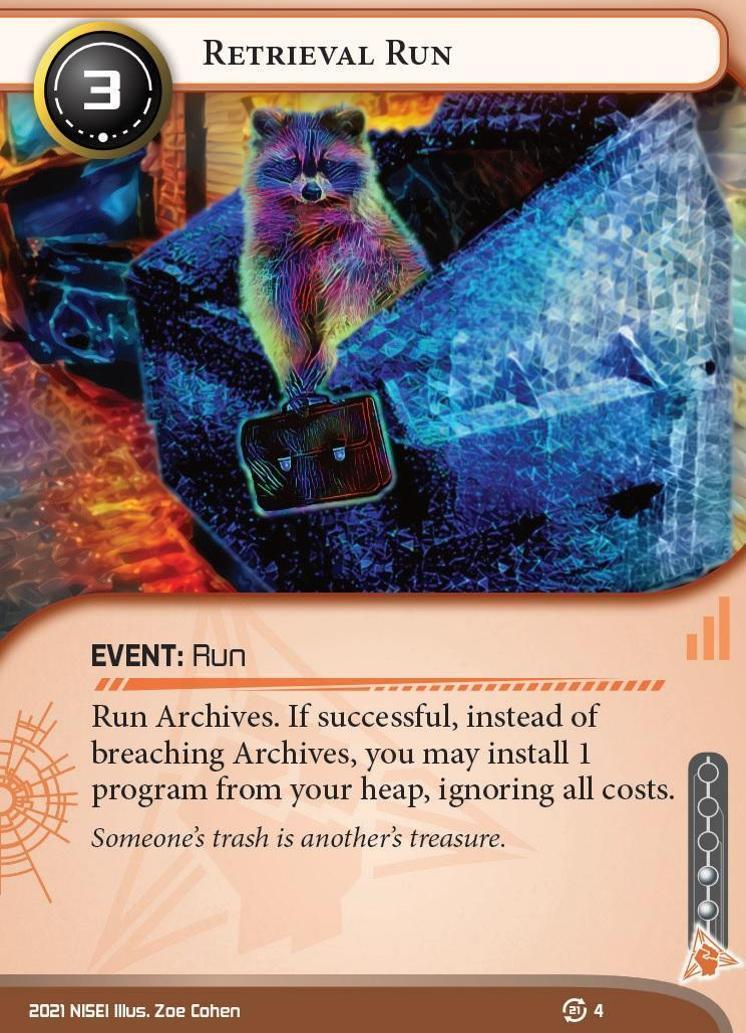 3
RETRIEVAL RUN
EVENT: Run
Run Archives. If successful, instead of
breaching Archives, you may install 1
program from your heap, ignoring all costs.
Someone's trash is another's treasure.
2021 NISEI Illus. Zoe Cohen
21 4